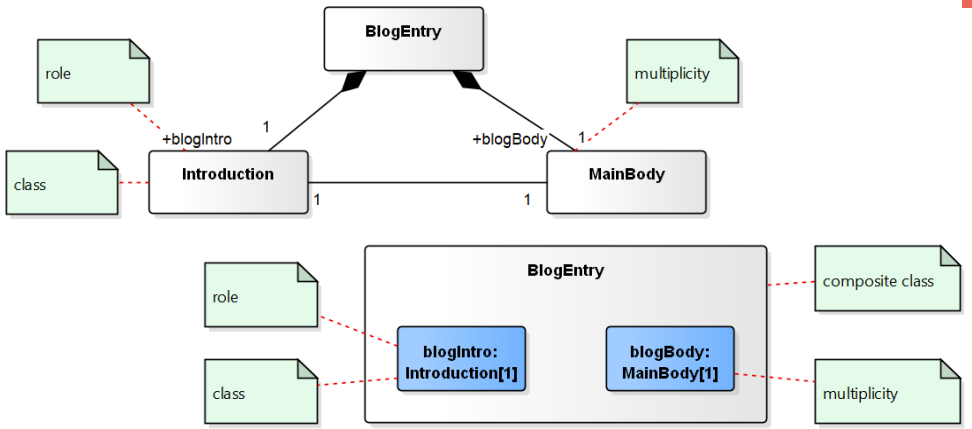 BlogEntry
role
multiplicity
+blogIntro
1
+blogBody
1
class
Introduction
MainBody
1
1
BlogEntry
role
composite class
blogIntro:
Introduction[1]
blogBody:
MainBody[1]
class
multiplicity